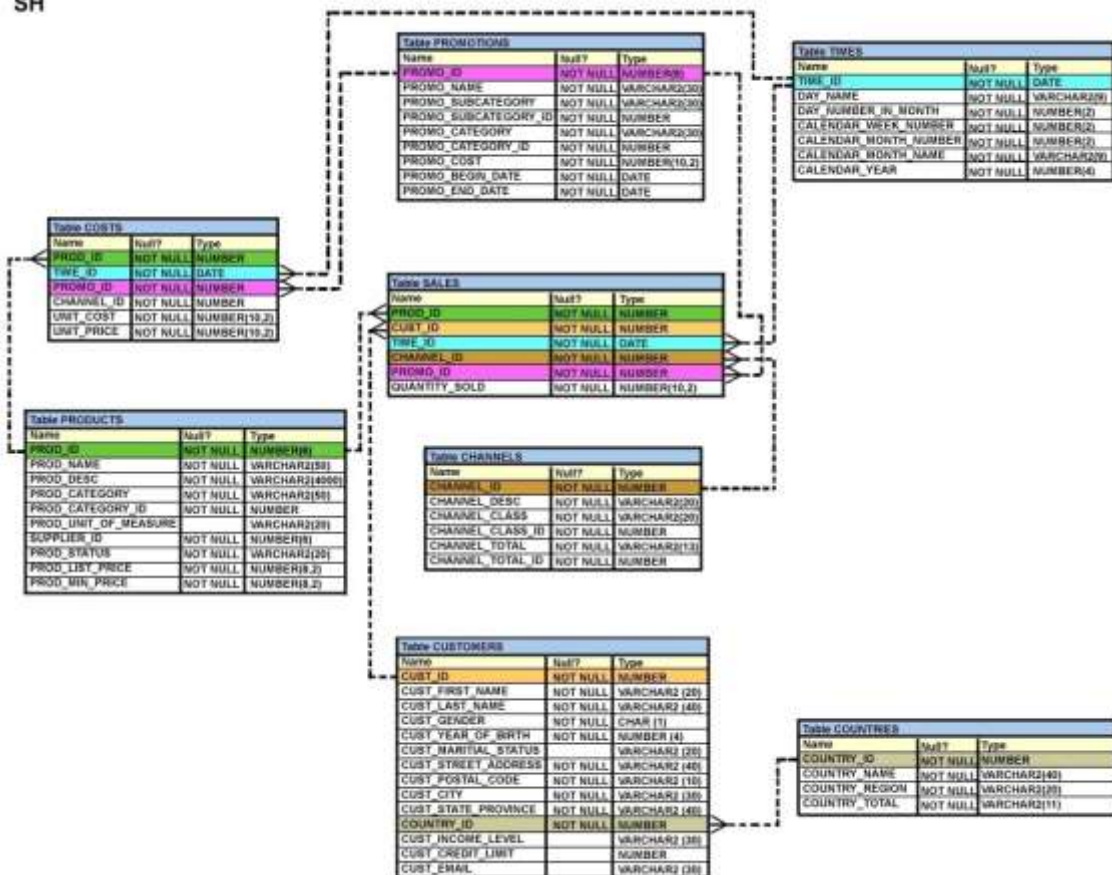 SH
Table PROMOTIONS
Name Null? Type
PROMO_ID NOT NULL NUMBER(6)
PROMO_NAME NOT NULL VARCHAR2(30)
PROMO_SUBCATEGORY NOT NULL VARCHAR2(30)
PROMO_SUBCATEGORY_ID NOT NULL NUMBER
PROMO_CATEGORY NOT NULL VARCHAR2(30)
PROMO_CATEGORY_ID NOT NULL NUMBER
PROMO_COST NOT NULL NUMBER(10,2)
PROMO_BEGIN_DATE NOT NULL DATE
PROMO_END_DATE NOT NULL DATE
Table TIMES
Name Null? Type
TIME_ID NOT NULL DATE
DAY_NAME NOT NULL VARCHAR2(9)
DAY_NUMBER_IN_MONTH NOT NULL NUMBER(2)
CALENDAR_WEEK_NUMBER NOT NULL NUMBER(2)
CALENDAR_MONTH_NUMBER NOT NULL NUMBER(2)
CALENDAR_MONTH_NAME NOT NULL VARCHAR2(9)
CALENDAR_YEAR NOT NULL NUMBER(4)
Table COSTS
Name Null? Type
PROD_ID NOT NULL NUMBER
TIME_ID NOT NULL DATE
PROMO_ID NOT NULL NUMBER
CHANNEL_ID NOT NULL NUMBER
UNIT_COST NOT NULL NUMBER(10,2)
UNIT_PRICE NOT NULL NUMBER(10,2)
Table SALES
Name Null? Type
PROD_ID NOT NULL NUMBER
CUST_ID NOT NULL NUMBER
TIME_ID NOT NULL DATE
CHANNEL_ID NOT NULL NUMBER
PROMO_ID NOT NULL NUMBER
QUANTITY_SOLD NOT NULL NUMBER(10,2)
Table PRODUCTS
Name Null? Type
PROD_ID NOT NULL NUMBER(6)
PROD_NAME NOT NULL VARCHAR2(50)
PROD_DESC NOT NULL VARCHAR2(4000)
PROD_CATEGORY NOT NULL VARCHAR2(50)
PROD_CATEGORY_ID NOT NULL NUMBER
PROD_UNIT_OF_MEASURE VARCHAR2(20)
SUPPLIER_ID NOT NULL NUMBER(6)
PROD_STATUS NOT NULL VARCHAR2(20)
PROD_LIST_PRICE NOT NULL NUMBER(8,2)
PROD_MIN_PRICE NOT NULL NUMBER(8,2)
Table CHANNELS
Name Null? Type
CHANNEL_ID NOT NULL NUMBER
CHANNEL_DESC NOT NULL VARCHAR2(20)
CHANNEL_CLASS NOT NULL VARCHAR2(20)
CHANNEL_CLASS_ID NOT NULL NUMBER
CHANNEL_TOTAL NOT NULL VARCHAR2(13)
CHANNEL_TOTAL_ID NOT NULL NUMBER
Table CUSTOMERS
Name Null? Type
CUST_ID NOT NULL NUMBER
CUST_FIRST_NAME NOT NULL VARCHAR2 (20)
CUST_LAST_NAME NOT NULL VARCHAR2 (40)
CUST_GENDER NOT NULL CHAR (1)
CUST_YEAR_OF_BIRTH NOT NULL NUMBER (4)
CUST_MARITIAL_STATUS VARCHAR2 (20)
CUST_STREET_ADDRESS NOT NULL VARCHAR2 (40)
CUST_POSTAL_CODE NOT NULL VARCHAR2 (10)
CUST_CITY NOT NULL VARCHAR2 (30)
CUST_STATE_PROVINCE NOT NULL VARCHAR2 (40)
COUNTRY_ID NOT NULL NUMBER
CUST_INCOME_LEVEL VARCHAR2 (30)
CUST_CREDIT_LIMIT NUMBER
CUST_EMAIL VARCHAR2 (30)
Table COUNTRIES
Name Null? Type
COUNTRY_ID NOT NULL NUMBER
COUNTRY_NAME NOT NULL VARCHAR2(40)
COUNTRY_REGION NOT NULL VARCHAR2(20)
COUNTRY_TOTAL NOT NULL VARCHAR2(11)